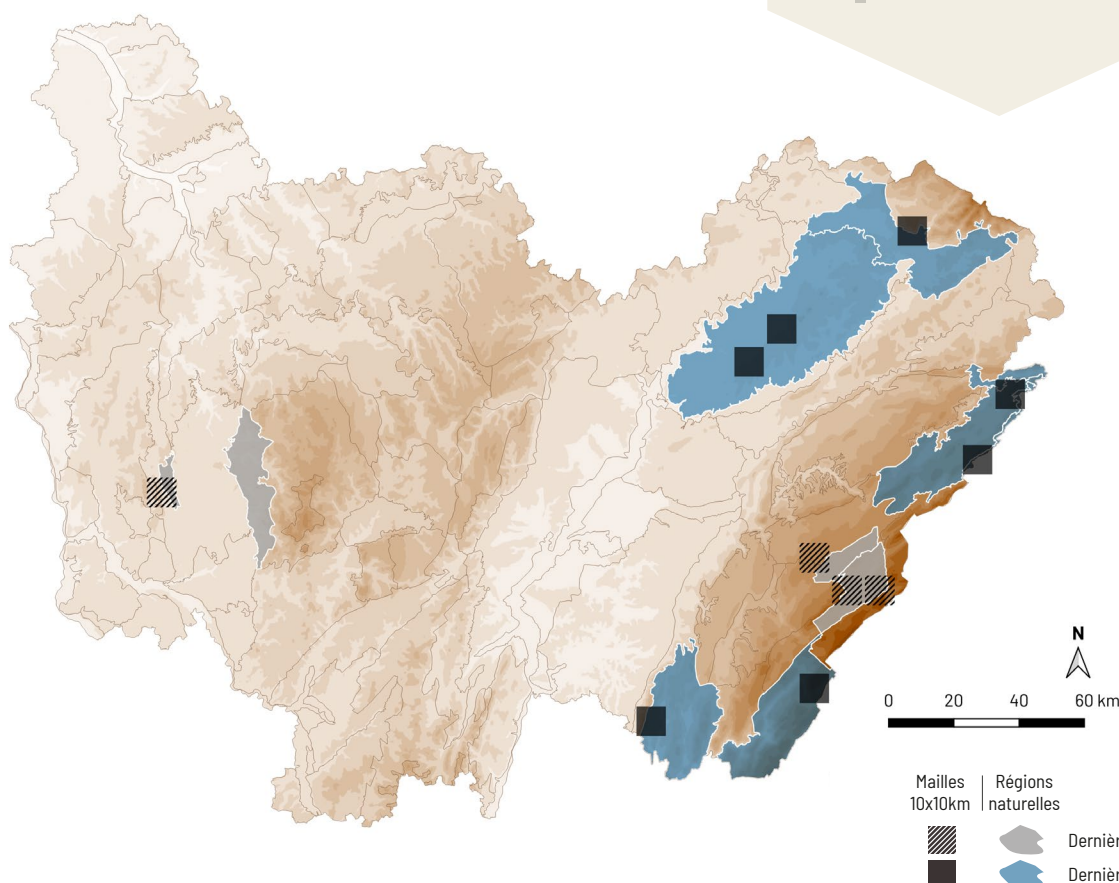 N
0 20 40 60 km
Mailles | Régions
10x10km | naturelles
Dernièr
Dernièr